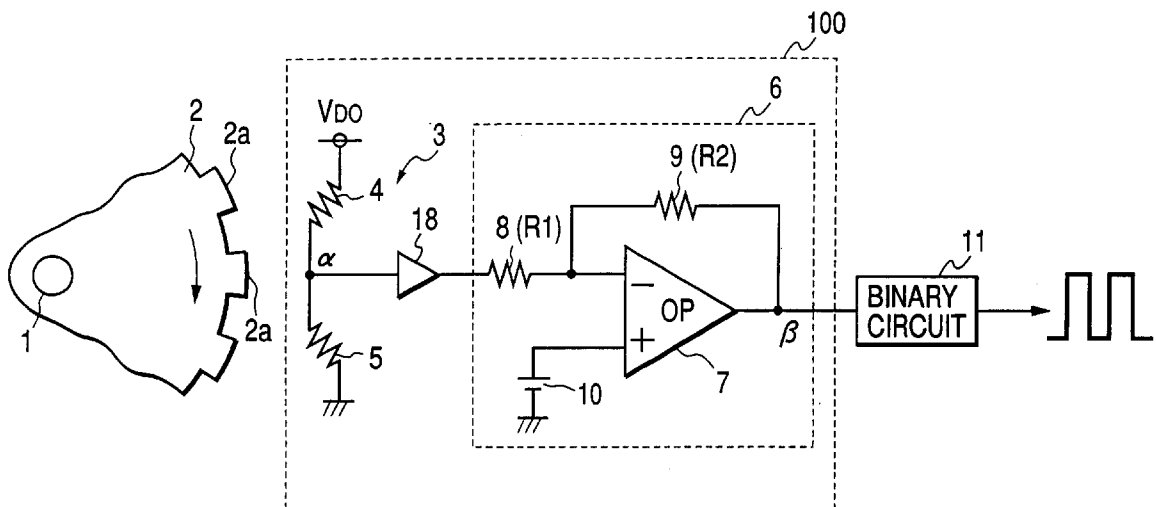 100
6
2
2a
VDO
3
9 (R2)
4
18
8 (R1)
α
11
−
OP
BINARY
CIRCUIT
1
2a
5
+
β
7
10